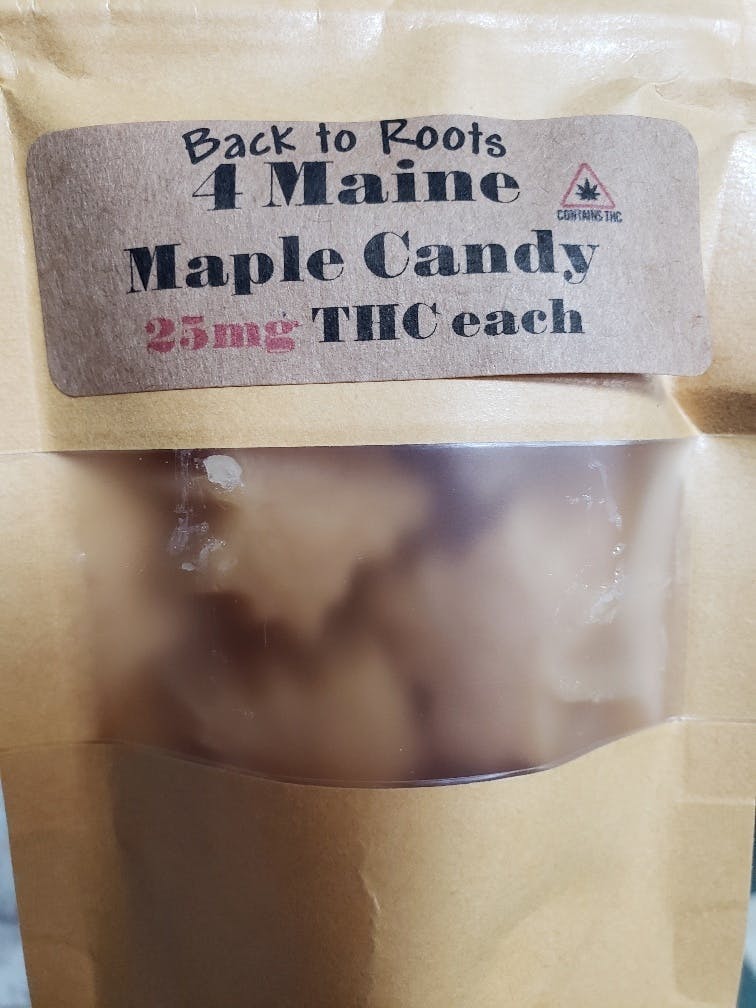 Back to Roots
4 Maine
CONTAINS THC
Maple Candy
25mg THC each